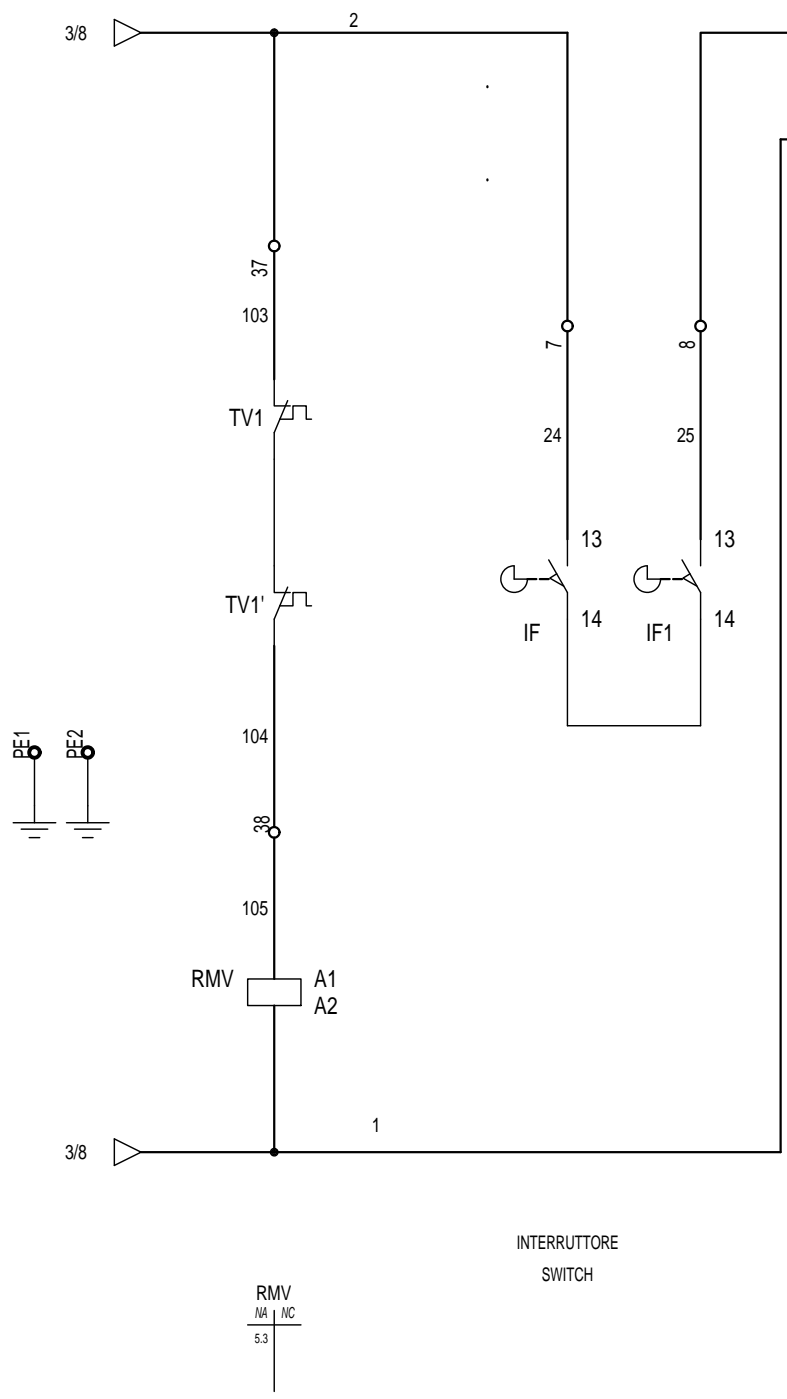 3/8
2
37
103
7
8
TV1
24
25
13
13
TV1'
14
14
IF
IF1
PE1
PE2
104
38
105
RMV
A1
A2
1
3/8
INTERRUTTORE
SWITCH
RMV
NA NC
5.3